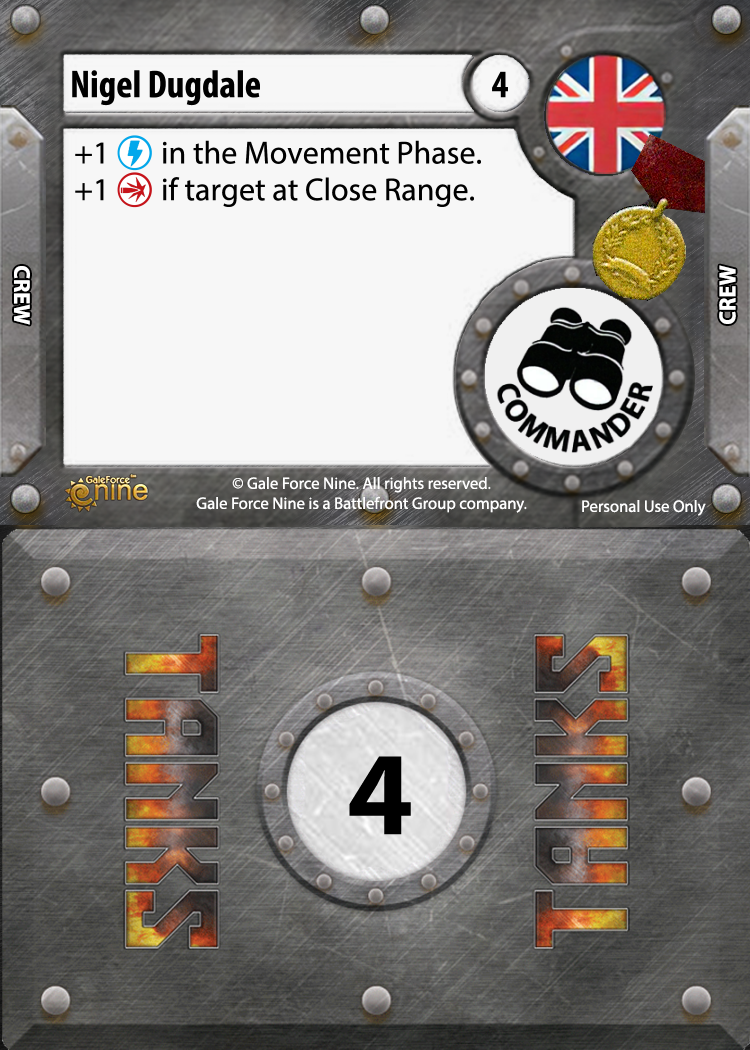 Nigel Dugdale
4
+1 in the Movement Phase.
+1 if target at Close Range.
CREW
CREW
COMMANDER
GaleForce™
nine
© Gale Force Nine. All rights reserved.
Gale Force Nine is a Battlefront Group company.
Personal Use Only
TANKS
4
TANKS